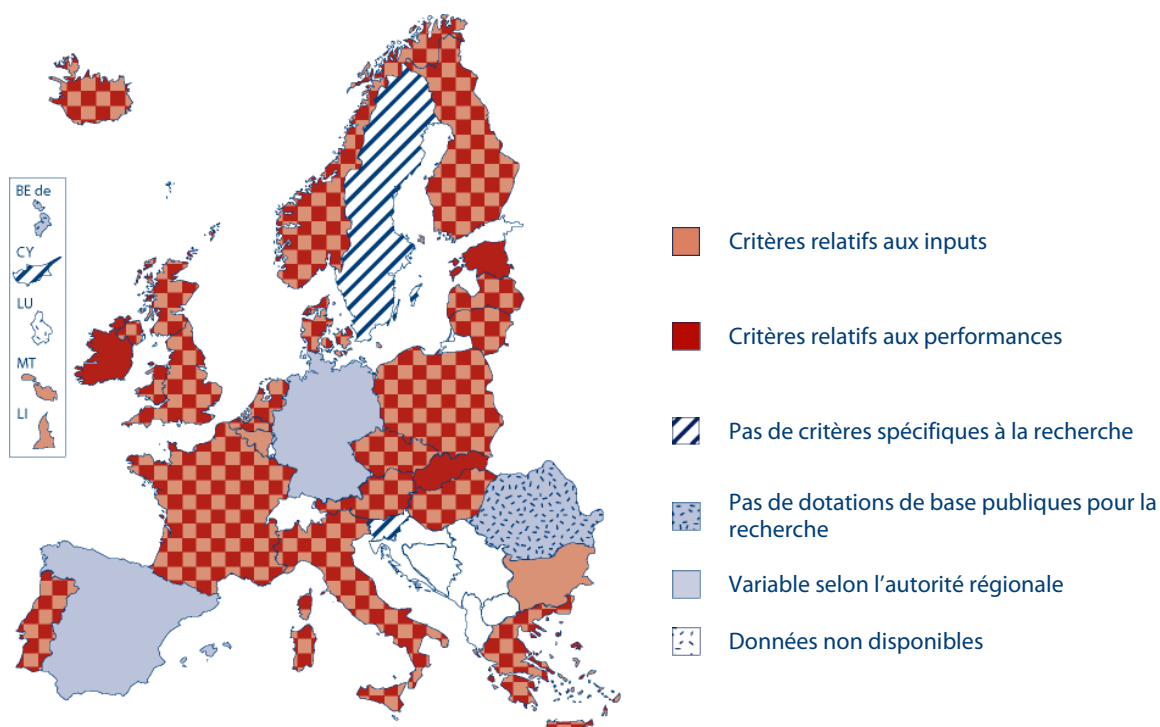 BE de
CY
LU
MT
LI
Critères relatifs aux inputs
Critères relatifs aux performances
Pas de critères spécifiques à la recherche
Pas de dotations de base publiques pour la
recherche
Variable selon l’autorité régionale
Données non disponibles